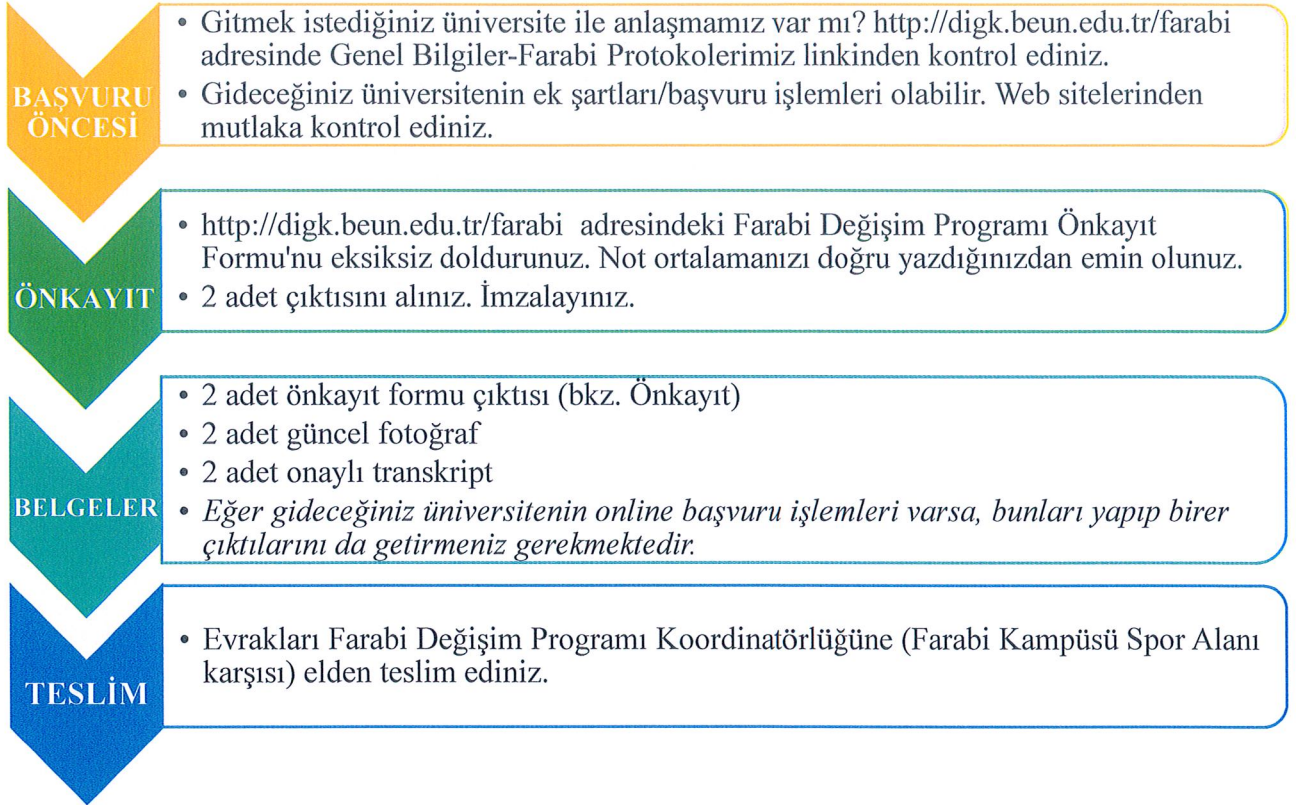 BAŞVURU
ÖNCESİ
• Gitmek istediğiniz üniversite ile anlaşmamız var mı? http://digk.beun.edu.tr/farabi
adresinde Genel Bilgiler-Farabi Protokolerimiz linkinden kontrol ediniz.
• Gideceğiniz üniversitenin ek şartları/başvuru işlemleri olabilir. Web sitelerinden
mutlaka kontrol ediniz.
ÖNKAYIT
• http://digk.beun.edu.tr/farabi adresindeki Farabi Değişim Programı Önkayıt
Formu'nu eksiksiz doldurunuz. Not ortalamanızı doğru yazdığınızdan emin olunuz.
• 2 adet çıktısını alınız. İmzalayınız.
BELGELER
• 2 adet önkayıt formu çıktısı (bkz. Önkayıt)
• 2 adet güncel fotoğraf
• 2 adet onaylı transkript
• Eğer gideceğiniz üniversitenin online başvuru işlemleri varsa, bunları yapıp birer
çıktılarını da getirmeniz gerekmektedir.
TESLİM
• Evrakları Farabi Değişim Programı Koordinatörlüğüne (Farabi Kampüsü Spor Alanı
karşısı) elden teslim ediniz.